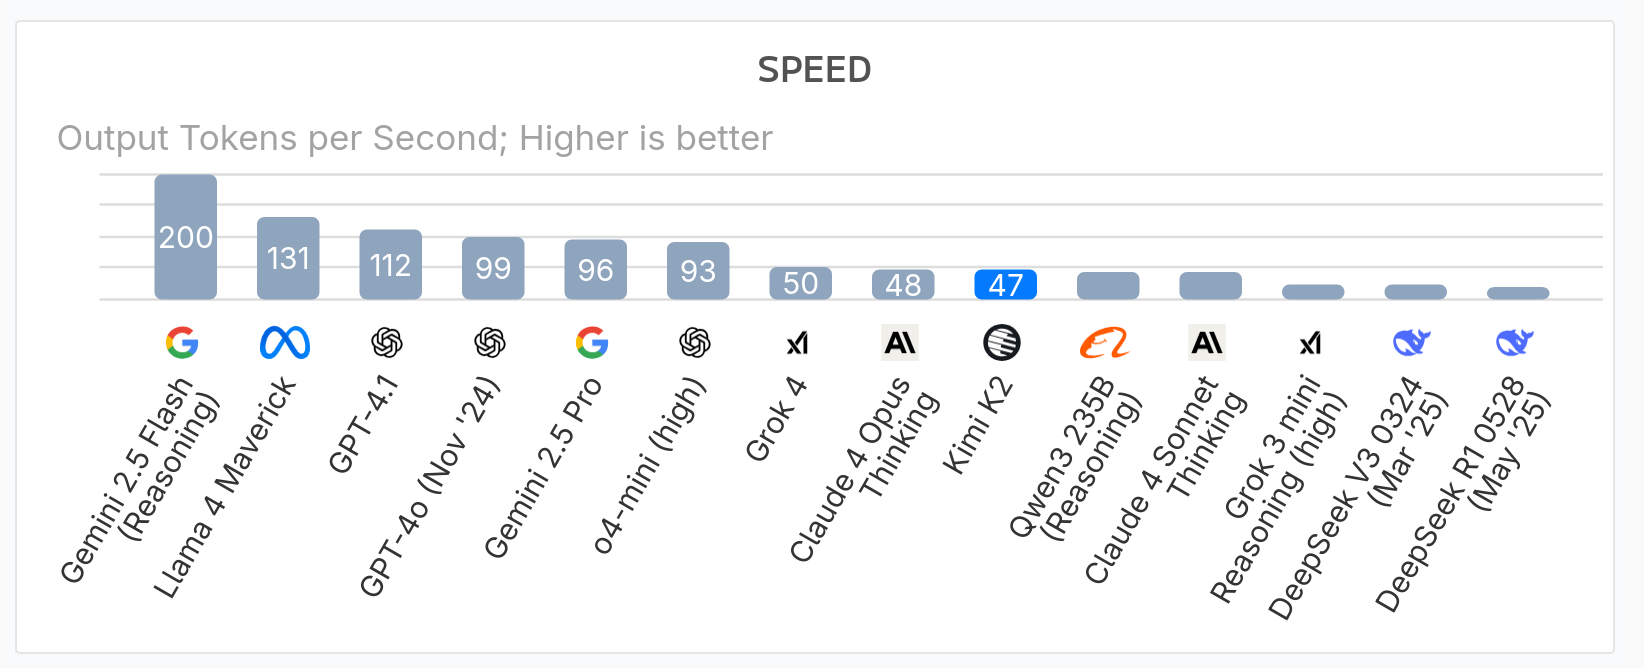 SPEED
Output Tokens per Second; Higher is better
200
131
112
99
96
93
50
48
47
Gemini 2.5 Flash
(Reasoning)
Llama 4 Maverick
GPT-4.1
GPT-4o (Nov '24)
Gemini 2.5 Pro
o4-mini (high)
Grok 4
Claude 4 Opus
Thinking
Kimi K2
Qwen3 235B
(Reasoning)
Claude 4 Sonnet
Thinking
Grok 3 mini
Reasoning (high)
DeepSeek V3 0324
(Mar '25)
DeepSeek R1 0528
(May '25)